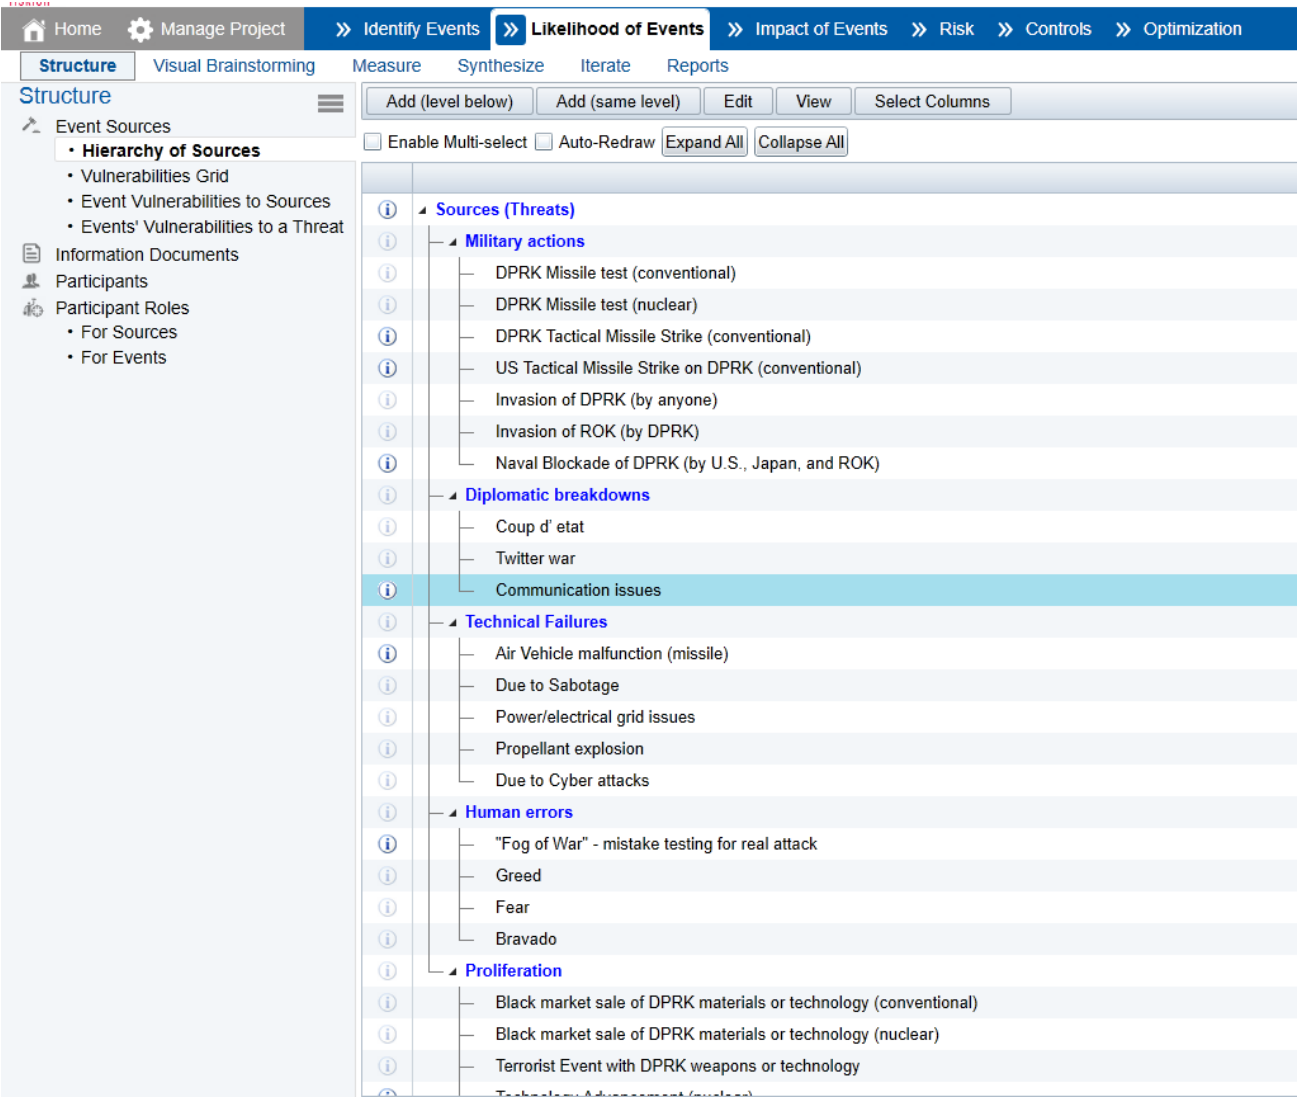 Home Manage Project Identify Events Likelihood of Events Impact of Events Risk Controls Optimization
Structure Visual Brainstorming Measure Synthesize Iterate Reports
Structure
Event Sources
• Hierarchy of Sources
• Vulnerabilities Grid
• Event Vulnerabilities to Sources
• Events' Vulnerabilities to a Threat
Information Documents
Participants
Participant Roles
• For Sources
• For Events
Add (level below) Add (same level) Edit View Select Columns
Enable Multi-select Auto-Redraw Expand All Collapse All
Sources (Threats)
Military actions
DPRK Missile test (conventional)
DPRK Missile test (nuclear)
DPRK Tactical Missile Strike (conventional)
US Tactical Missile Strike on DPRK (conventional)
Invasion of DPRK (by anyone)
Invasion of ROK (by DPRK)
Naval Blockade of DPRK (by U.S., Japan, and ROK)
Diplomatic breakdowns
Coup d' etat
Twitter war
Communication issues
Technical Failures
Air Vehicle malfunction (missile)
Due to Sabotage
Power/electrical grid issues
Propellant explosion
Due to Cyber attacks
Human errors
"Fog of War" - mistake testing for real attack
Greed
Fear
Bravado
Proliferation
Black market sale of DPRK materials or technology (conventional)
Black market sale of DPRK materials or technology (nuclear)
Terrorist Event with DPRK weapons or technology
Technology Advancement (nuclear)